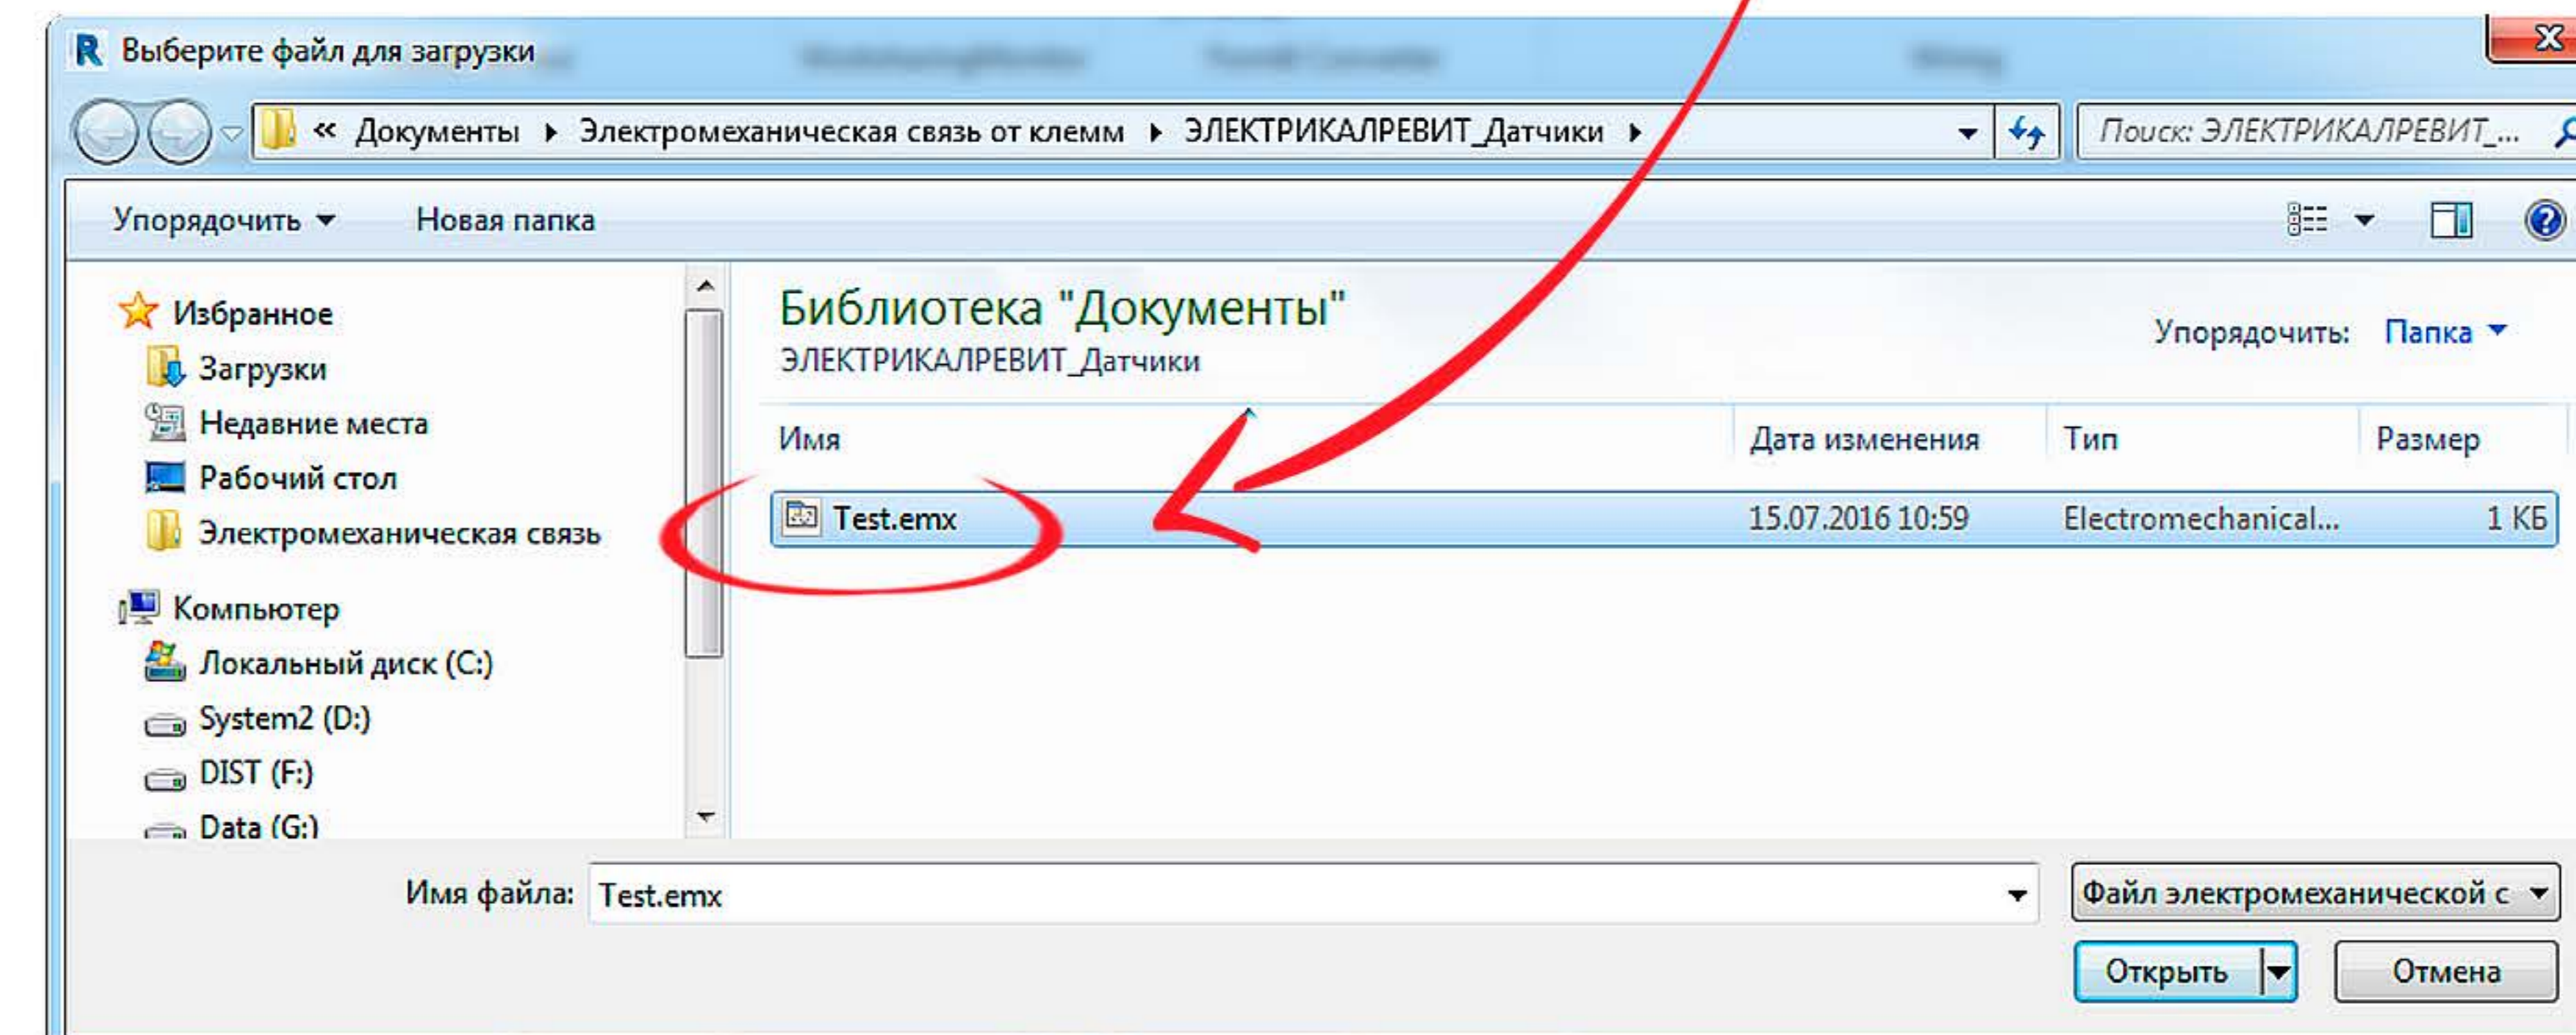 R Выберите файл для загрузки
« Документы Электромеханическая связь от клемм ЭЛЕКТРИКАЛРЕВИТ_Датчики
Поиск: ЭЛЕКТРИКАЛРЕВИТ_...
Упорядочить Новая папка
Избранное
Загрузки
Недавние места
Рабочий стол
Электромеханическая связь
Компьютер
Локальный диск (C:)
System2 (D:)
DIST (F:)
Data (G:)
Библиотека "Документы"
ЭЛЕКТРИКАЛРЕВИТ_Датчики
Упорядочить: Папка
Имя Дата изменения Тип Размер
Test.emx 15.07.2016 10:59 Electromechanical... 1 КБ
Имя файла: Test.emx
Файл электромеханической с
Открыть Отмена